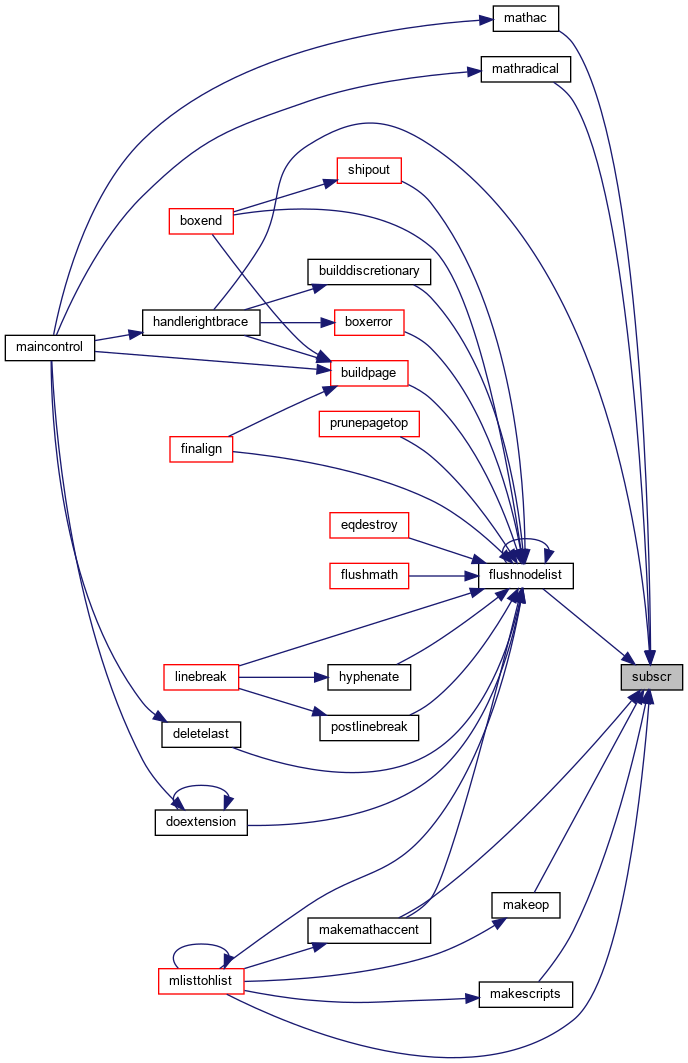 mathac
mathradical
shipout
boxend
builddiscretionary
handlerightbrace
boxerror
maincontrol
buildpage
prunepagetop
finalign
eqdestroy
flushmath
flushnodelist
linebreak
hyphenate
subscr
postlinebreak
deletelast
doextension
makeop
makemathaccent
mlisttohlist
makescripts